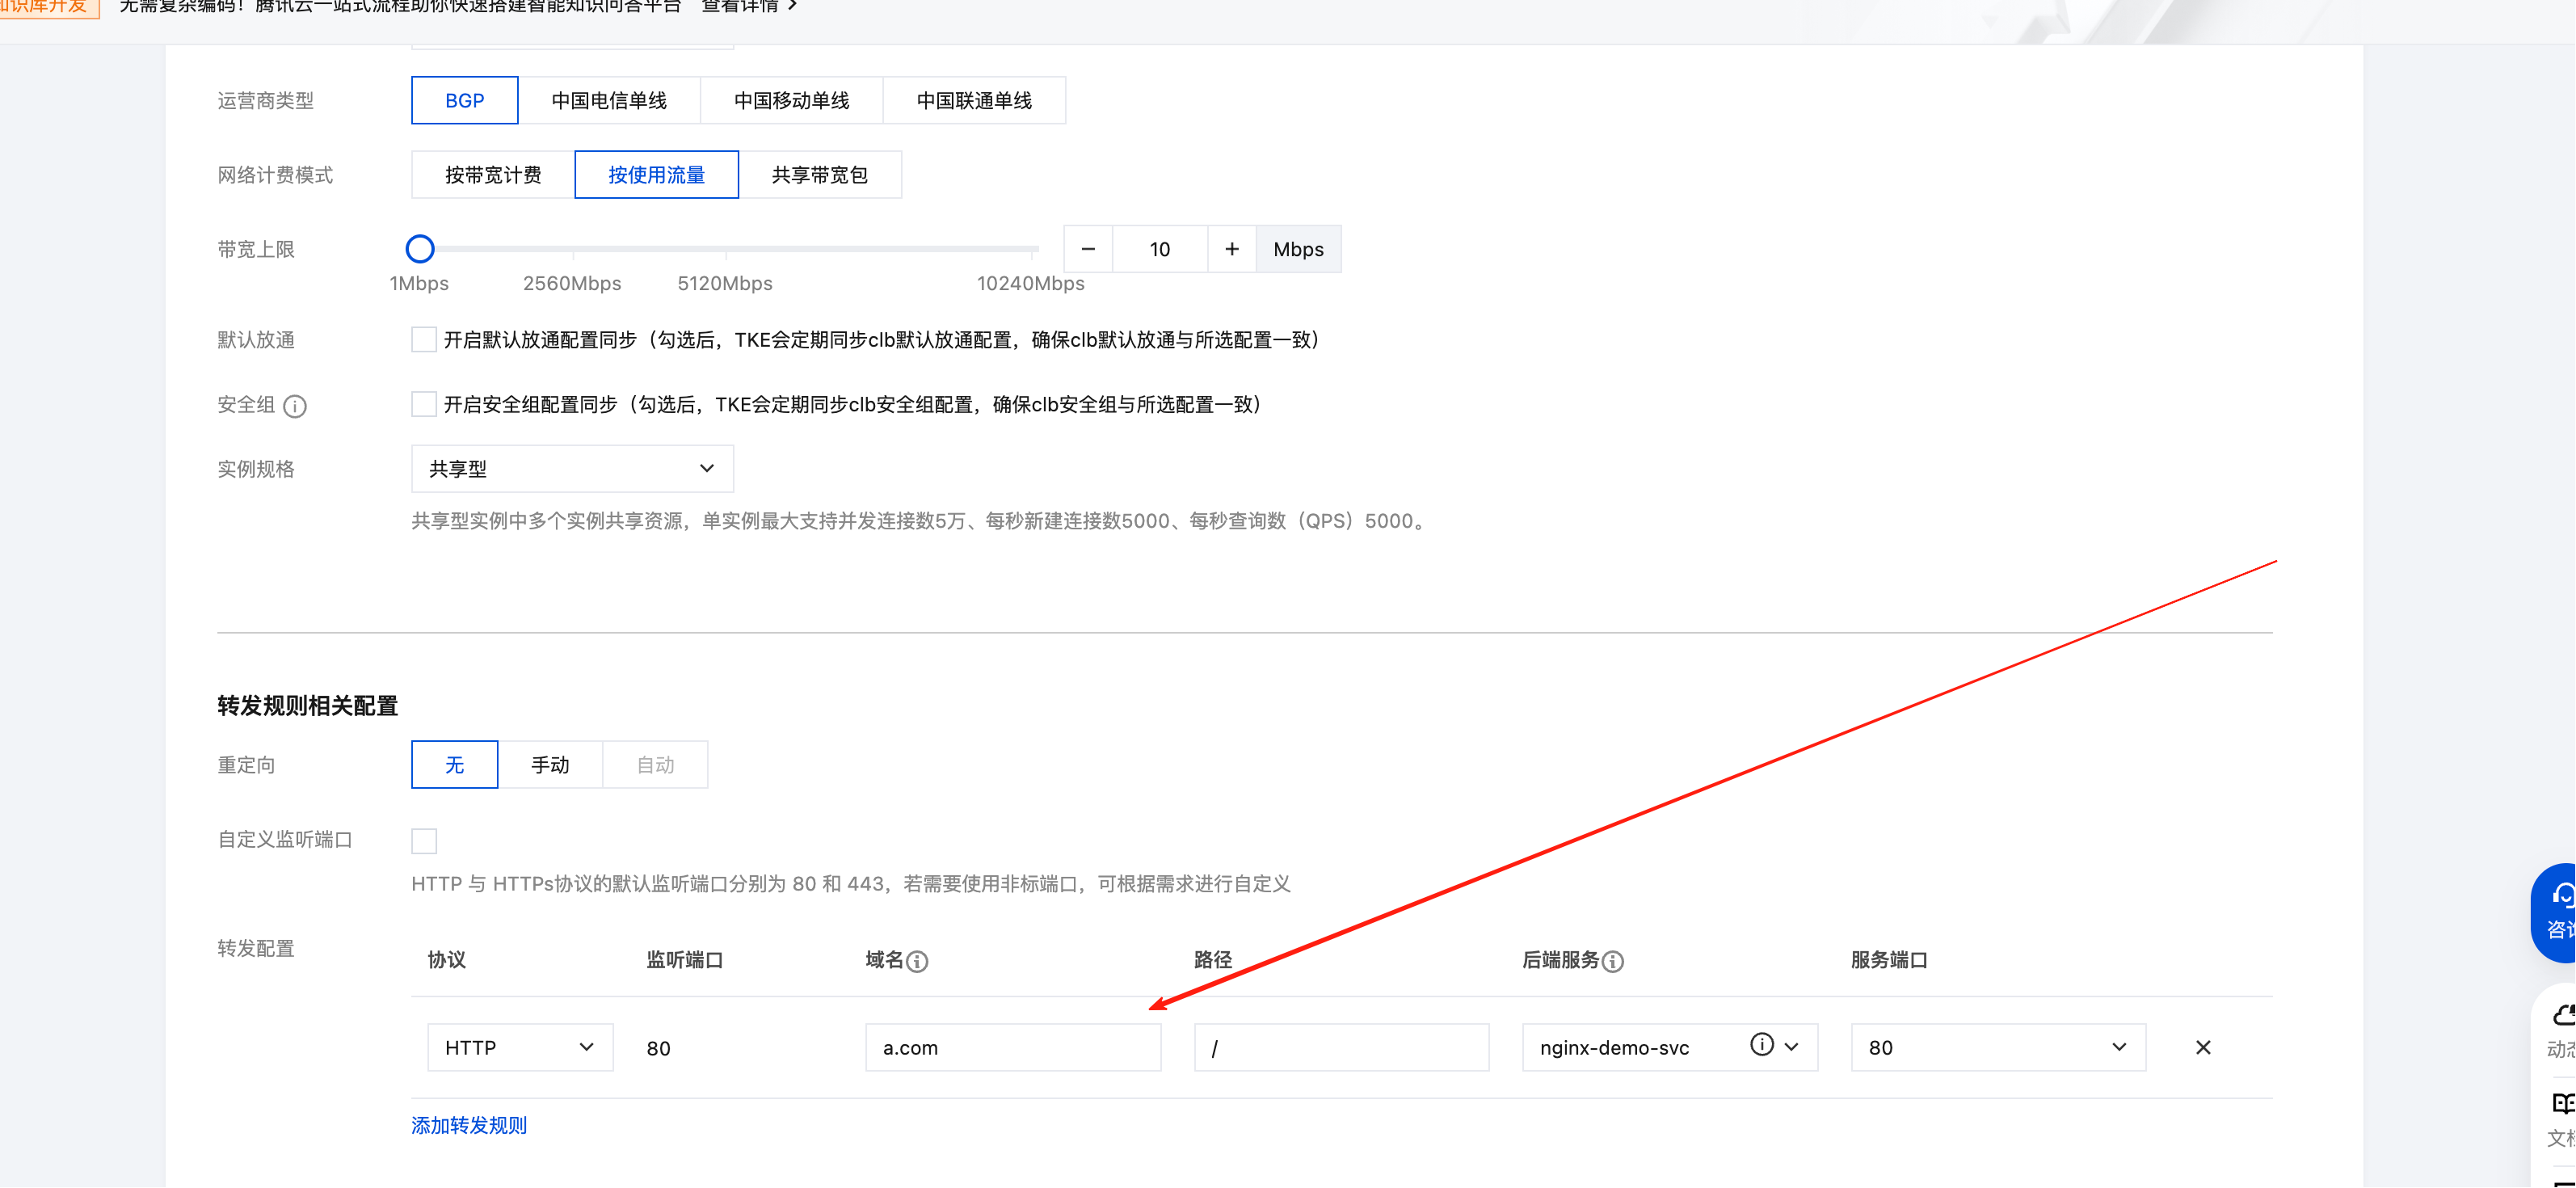 知识库开发 无需复杂编码！腾讯云一站式流程助你快速搭建智能知识问答平台 查看详情
运营商类型 BGP 中国电信单线 中国移动单线 中国联通单线
网络计费模式 按带宽计费 按使用流量 共享带宽包
带宽上限 − 10 + Mbps
1Mbps 2560Mbps 5120Mbps 10240Mbps
默认放通 开启默认放通配置同步（勾选后，TKE会定期同步clb默认放通配置，确保clb默认放通与所选配置一致）
安全组 开启安全组配置同步（勾选后，TKE会定期同步clb安全组配置，确保clb安全组与所选配置一致）
实例规格 共享型
共享型实例中多个实例共享资源，单实例最大支持并发连接数5万、每秒新建连接数5000、每秒查询数（QPS）5000。
转发规则相关配置
重定向 无 手动 自动
自定义监听端口
HTTP 与 HTTPs协议的默认监听端口分别为 80 和 443，若需要使用非标端口，可根据需求进行自定义
转发配置 协议 监听端口 域名 路径 后端服务 服务端口
HTTP 80 a.com / nginx-demo-svc 80
添加转发规则
咨询
动态
文档